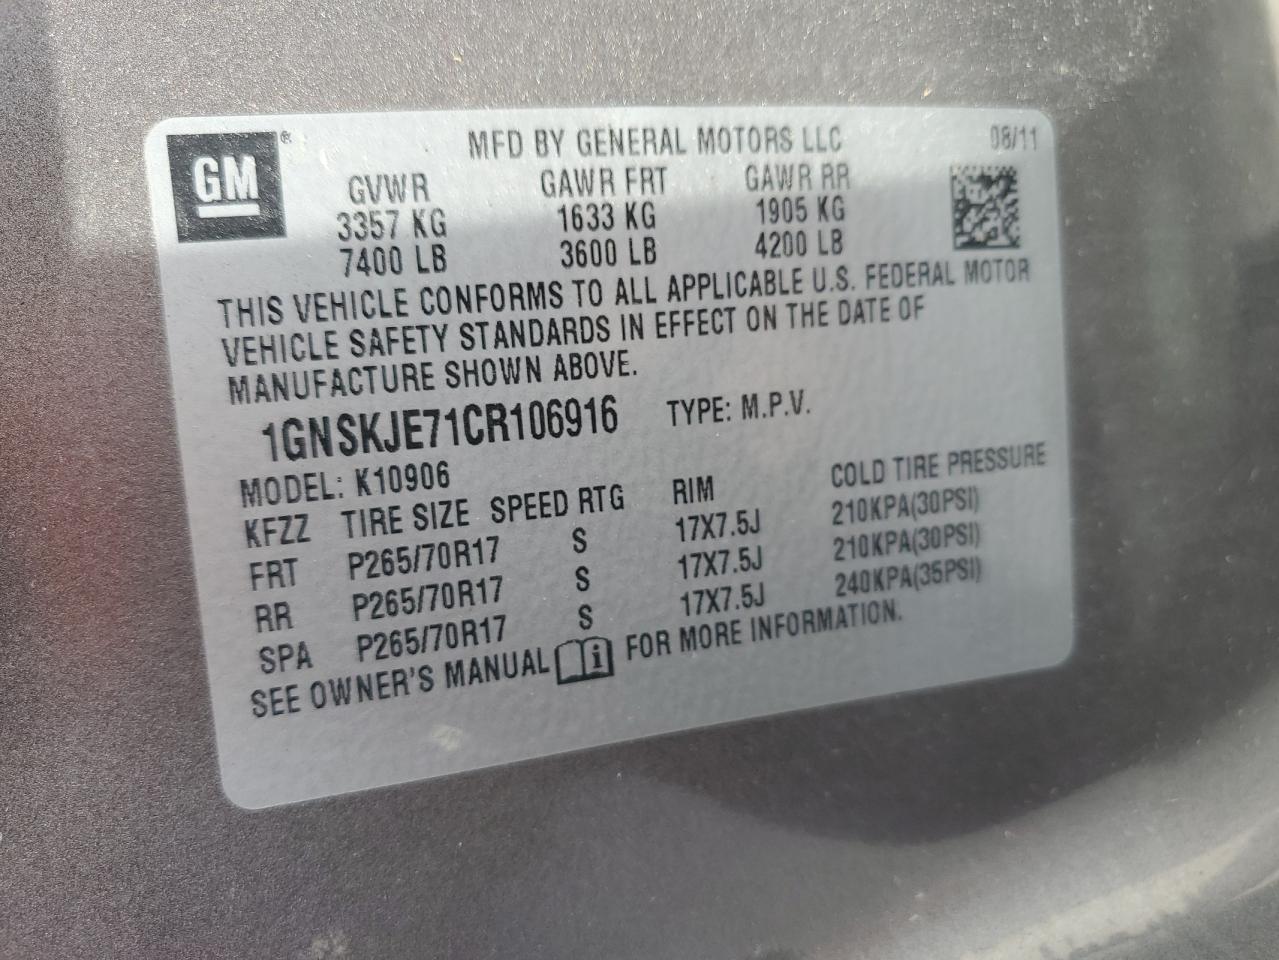 GM ® MFD BY GENERAL MOTORS LLC 08/11
GVWR GAWR FRT GAWR RR
3357 KG 1633 KG 1905 KG
7400 LB 3600 LB 4200 LB
THIS VEHICLE CONFORMS TO ALL APPLICABLE U.S. FEDERAL MOTOR
VEHICLE SAFETY STANDARDS IN EFFECT ON THE DATE OF
MANUFACTURE SHOWN ABOVE.
1GNSKJE71CR106916 TYPE: M.P.V.
MODEL: K10906
KFZZ TIRE SIZE SPEED RTG RIM COLD TIRE PRESSURE
FRT P265/70R17 S 17X7.5J 210KPA(30PSI)
RR P265/70R17 S 17X7.5J 210KPA(30PSI)
SPA P265/70R17 S 17X7.5J 240KPA(35PSI)
SEE OWNER'S MANUAL i FOR MORE INFORMATION.